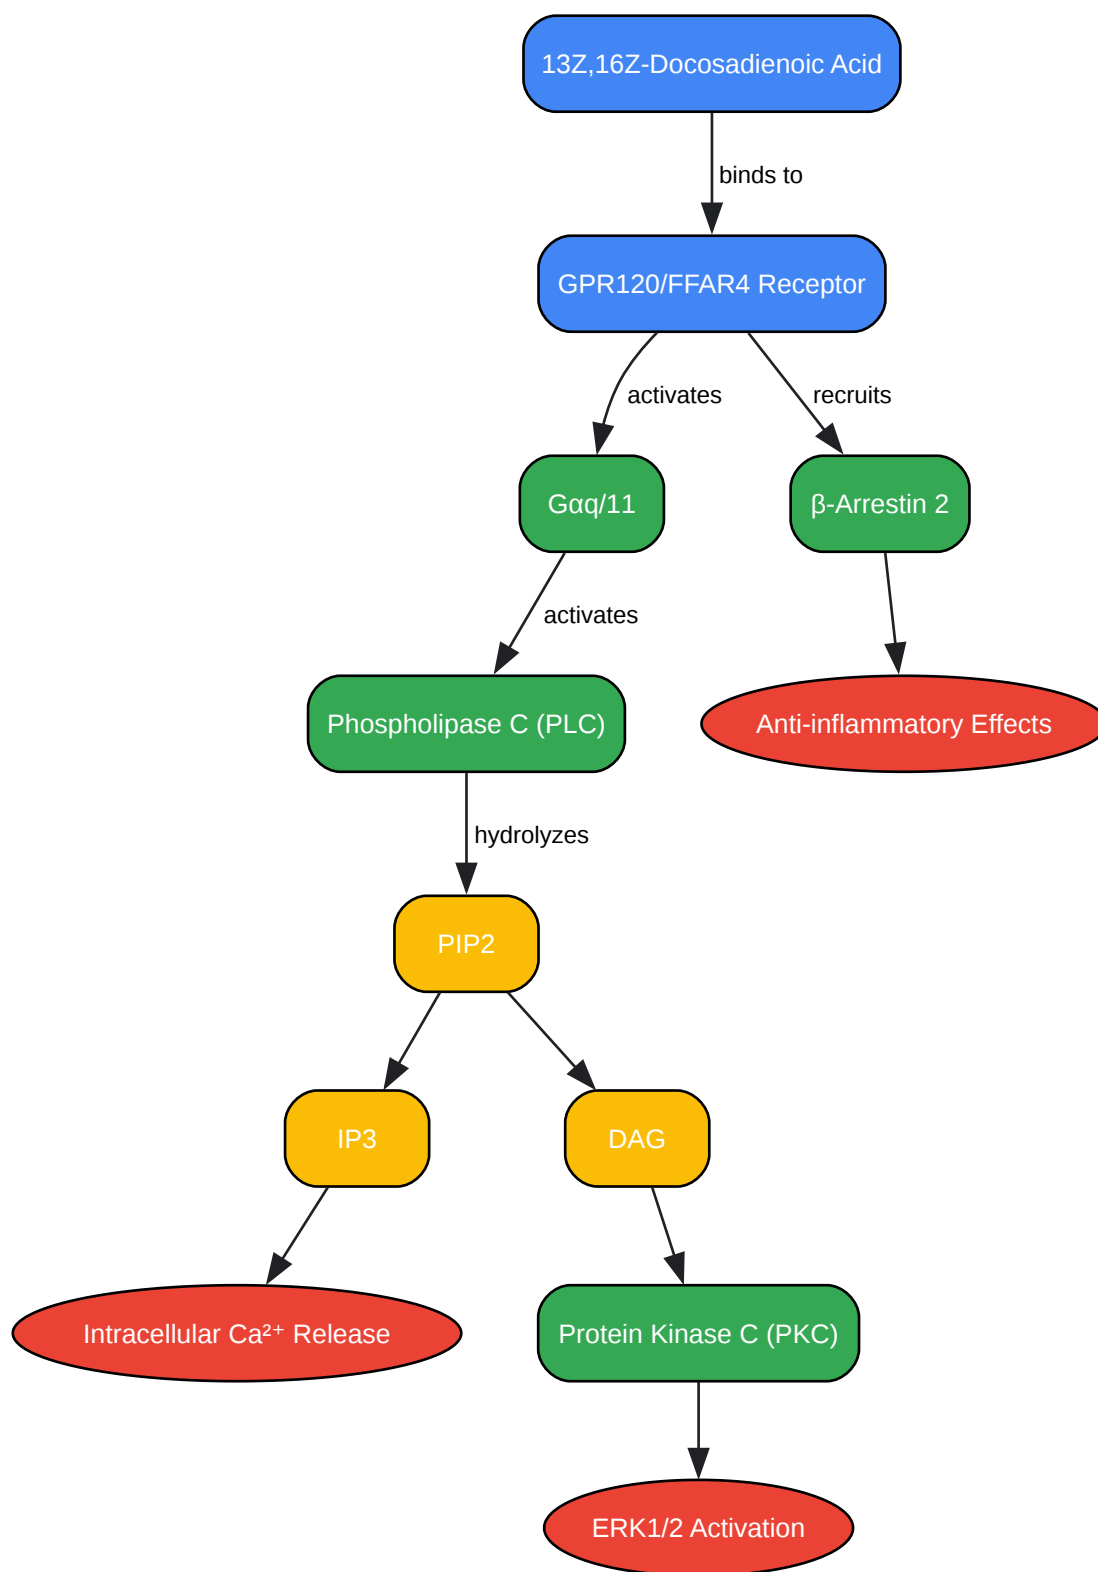 13Z,16Z-Docosadienoic Acid
binds to
GPR120/FFAR4 Receptor
activates
recruits
Gαq/11
β-Arrestin 2
activates
Phospholipase C (PLC)
Anti-inflammatory Effects
hydrolyzes
PIP2
IP3
DAG
Intracellular Ca²⁺ Release
Protein Kinase C (PKC)
ERK1/2 Activation